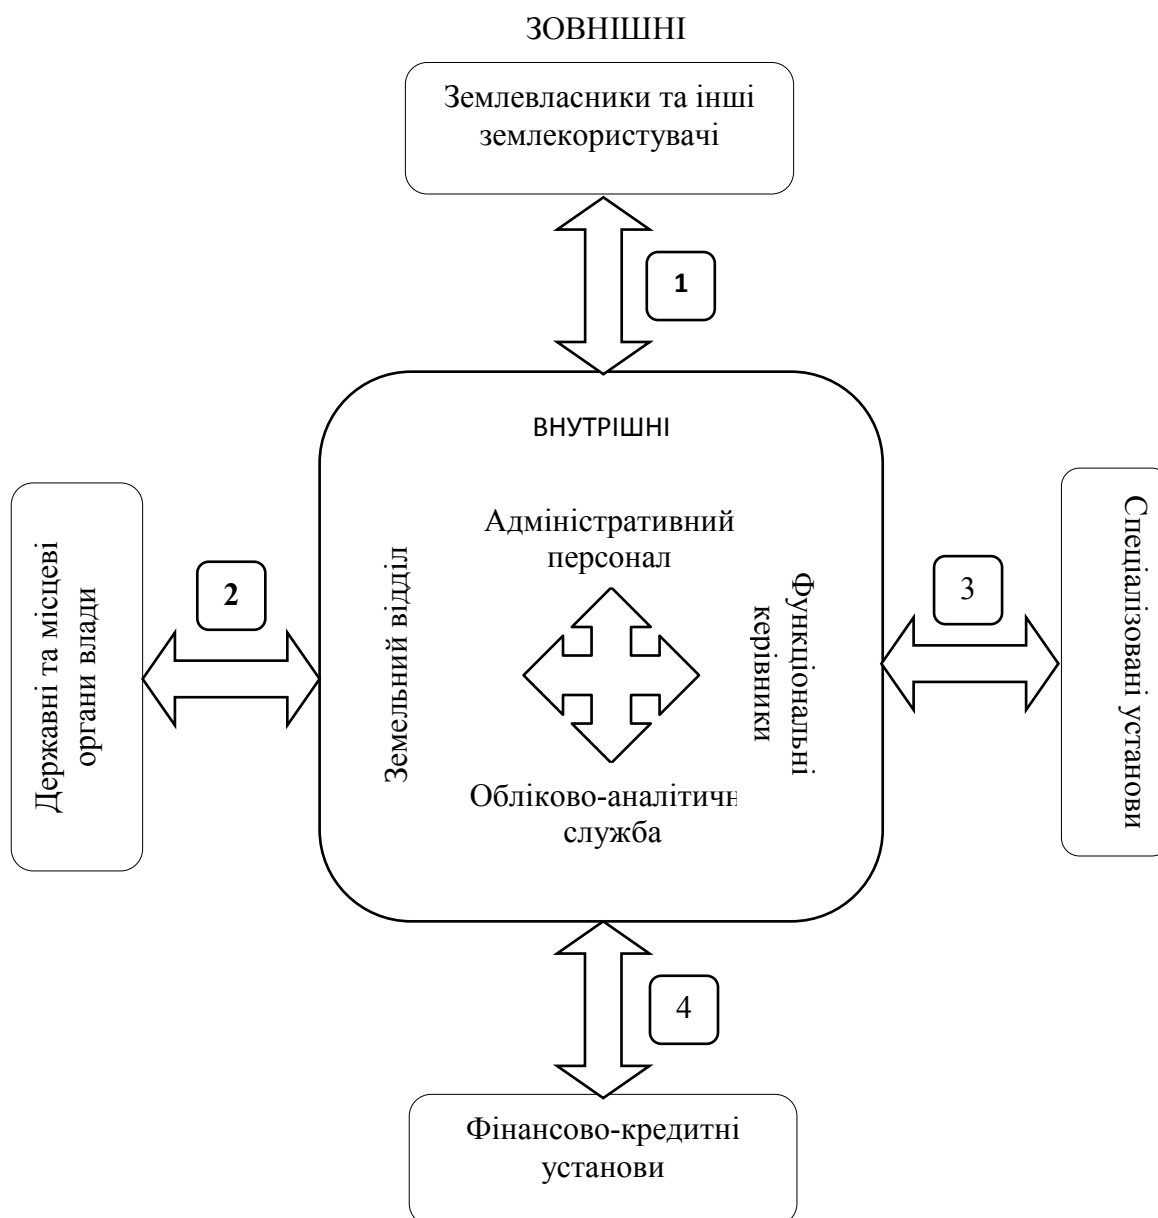 ЗОВНІШНІ
Землевласники та інші
землекористувачі
1
ВНУТРІШНІ
Державні та місцеві
органи влади
2
Земельний відділ
Адміністративний
персонал
Функціональні
керівники
3
Спеціалізовані установи
Обліково-аналітичн
служба
4
Фінансово-кредитні
установи